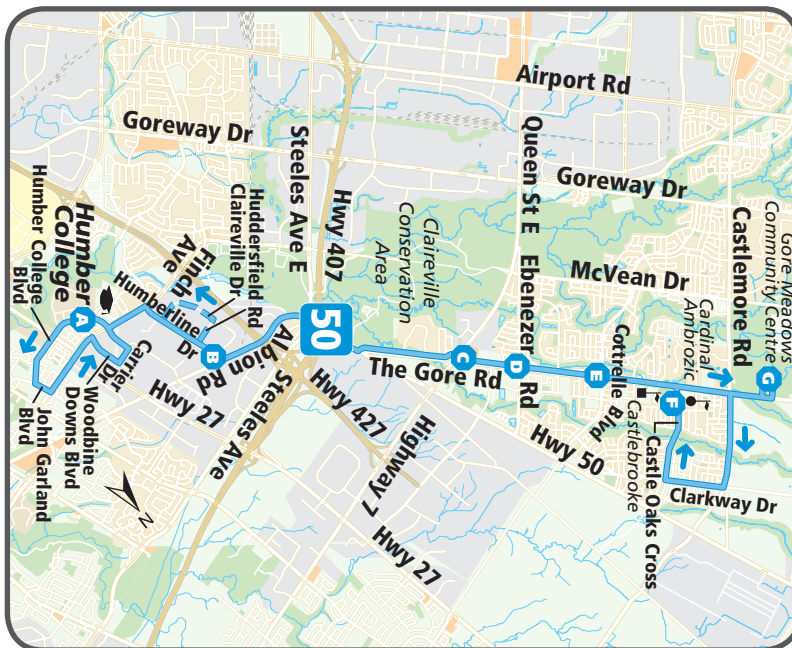 Airport Rd
Goreway Dr
Steeles Ave E
Hwy 407
Queen St E
Goreway Dr
Gore Meadows
Community Centre
Castlemore Rd
Claireville
Conservation
Area
Ebenezer Rd
McVean Dr
Cardinal
Ambrozic
Huddersfield Rd
Claireville Dr
Finch
Ave
Humber
College
Humber College
Blvd
Humberline
Dr
50
A
B
C
D
E
F
G
The Gore Rd
Cottrelle Blvd
Castlebrooke
Castle Oaks Cross
Clarkway Dr
Albion Rd
Steeles Ave
Hwy 427
Highway 7
Hwy 50
Hwy 27
Hwy 27
Carrier
Dr
Woodbine
Downs Blvd
John Garland
Blvd
N